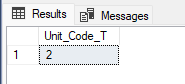 Results Messages
Unit_Code_T
1 2